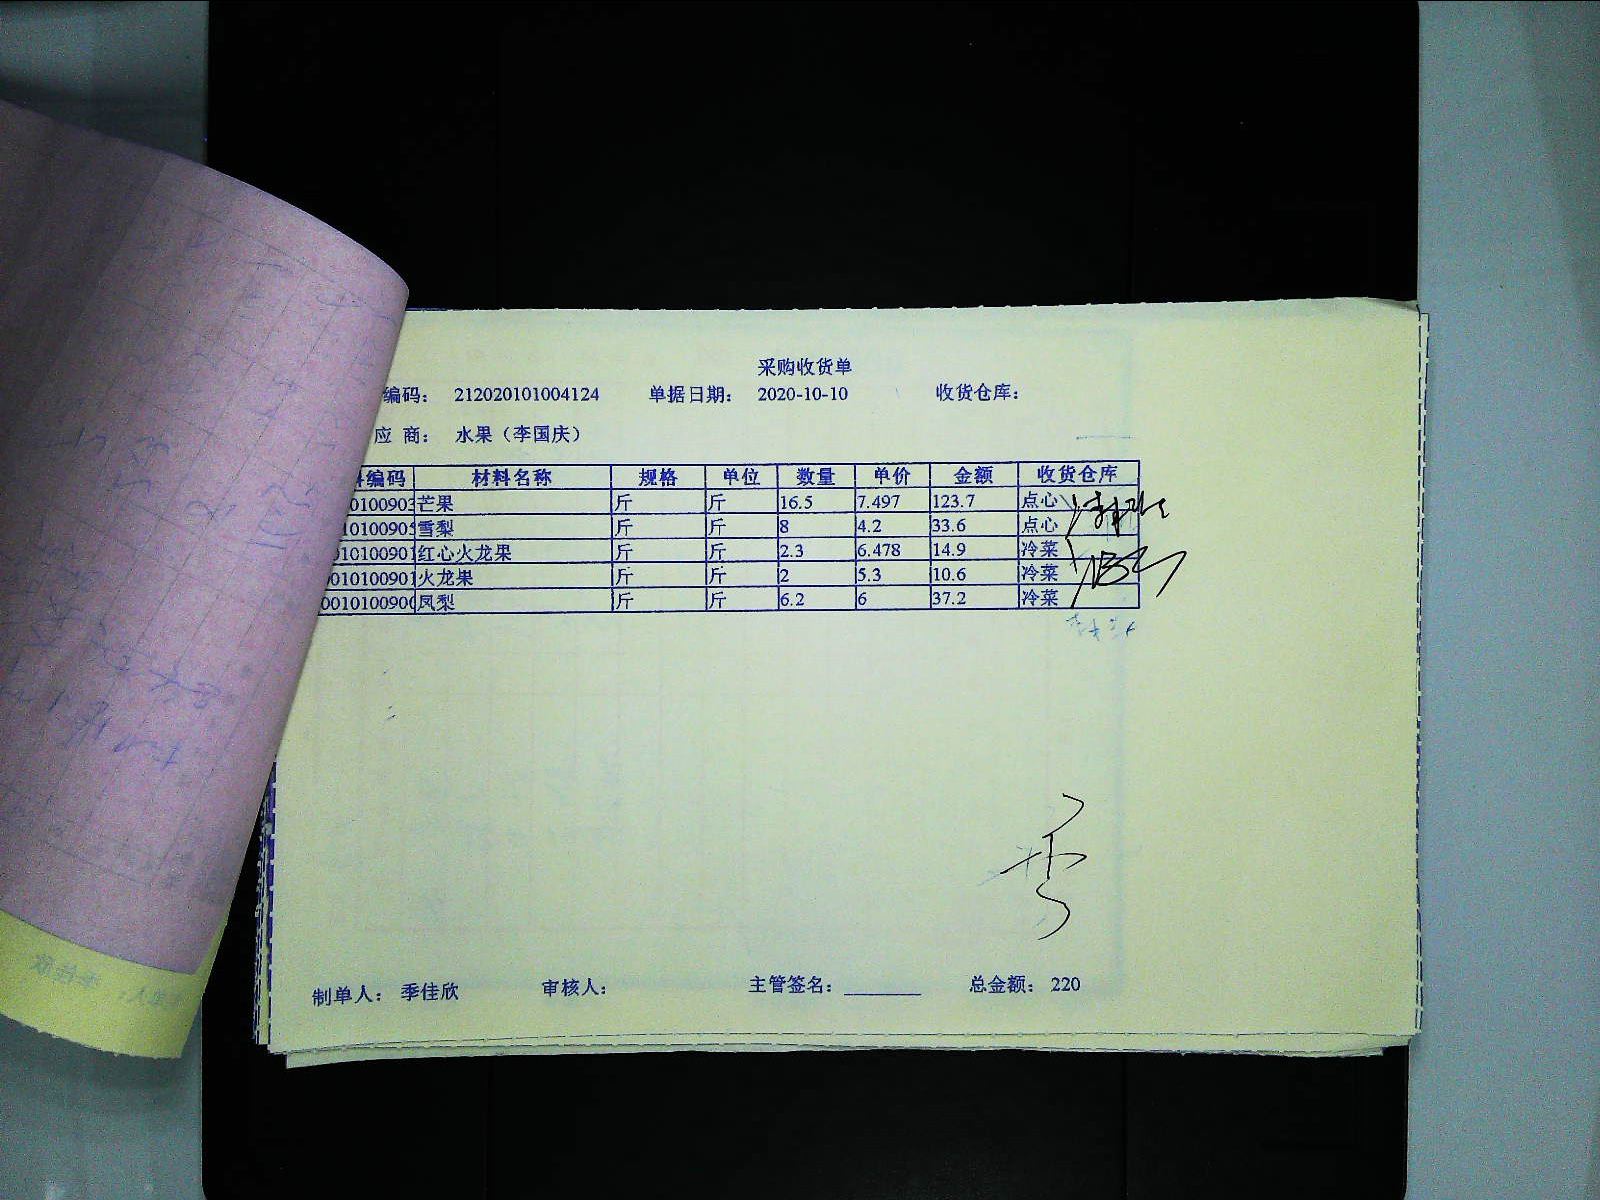 采购收货单
编码： 212020101004124 单据日期： 2020-10-10 收货仓库：
应 商： 水果（李国庆）
编码 材料名称 规格 单位 数量 单价 金额 收货仓库
010100903 芒果 斤 斤 16.5 7.497 123.7 点心
10100905 雪梨 斤 斤 8 4.2 33.6 点心
010100901 红心火龙果 斤 斤 2.3 6.478 14.9 冷菜
0010100901 火龙果 斤 斤 2 5.3 10.6 冷菜
0010100900 凤梨 斤 斤 6.2 6 37.2 冷菜
制单人： 季佳欣 审核人： 主管签名： 总金额： 220